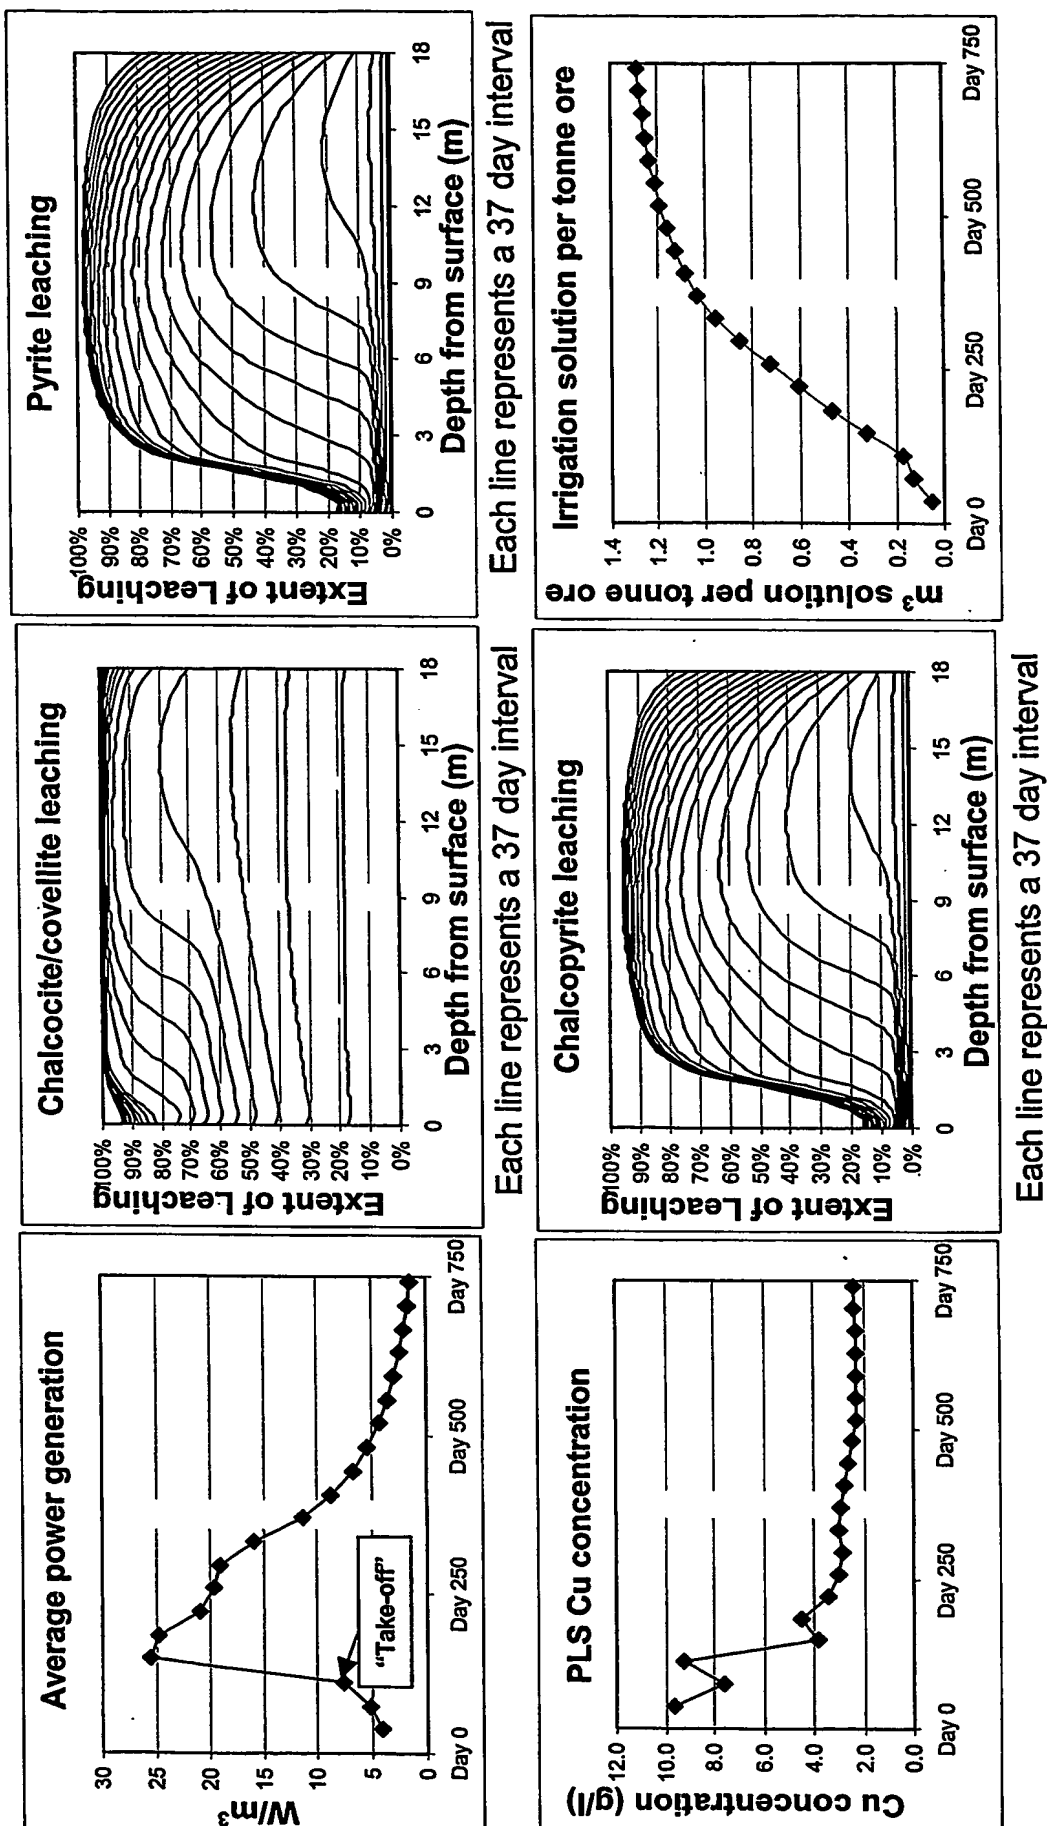 Average power generation
W/m³
30
25
20
15
10
5
0
Day 0
Day 250
Day 500
Day 750
“Take-off”
Chalcocite/covellite leaching
Extent of Leaching
100%
90%
80%
70%
60%
50%
40%
30%
20%
10%
0%
0
3
6
9
12
15
18
Depth from surface (m)
Each line represents a 37 day interval
Pyrite leaching
Extent of Leaching
100%
90%
80%
70%
60%
50%
40%
30%
20%
10%
0%
0
3
6
9
12
15
18
Depth from surface (m)
Each line represents a 37 day interval
PLS Cu concentration
Cu concentration (g/l)
12.0
10.0
8.0
6.0
4.0
2.0
0.0
Day 0
Day 250
Day 500
Day 750
Chalcopyrite leaching
Extent of Leaching
100%
90%
80%
70%
60%
50%
40%
30%
20%
10%
.0%
0
3
6
9
12
15
18
Depth from surface (m)
Each line represents a 37 day interval
Irrigation solution per tonne ore
m³ solution per tonne ore
1.4
1.2
1.0
0.8
0.6
0.4
0.2
0.0
Day 0
Day 250
Day 500
Day 750